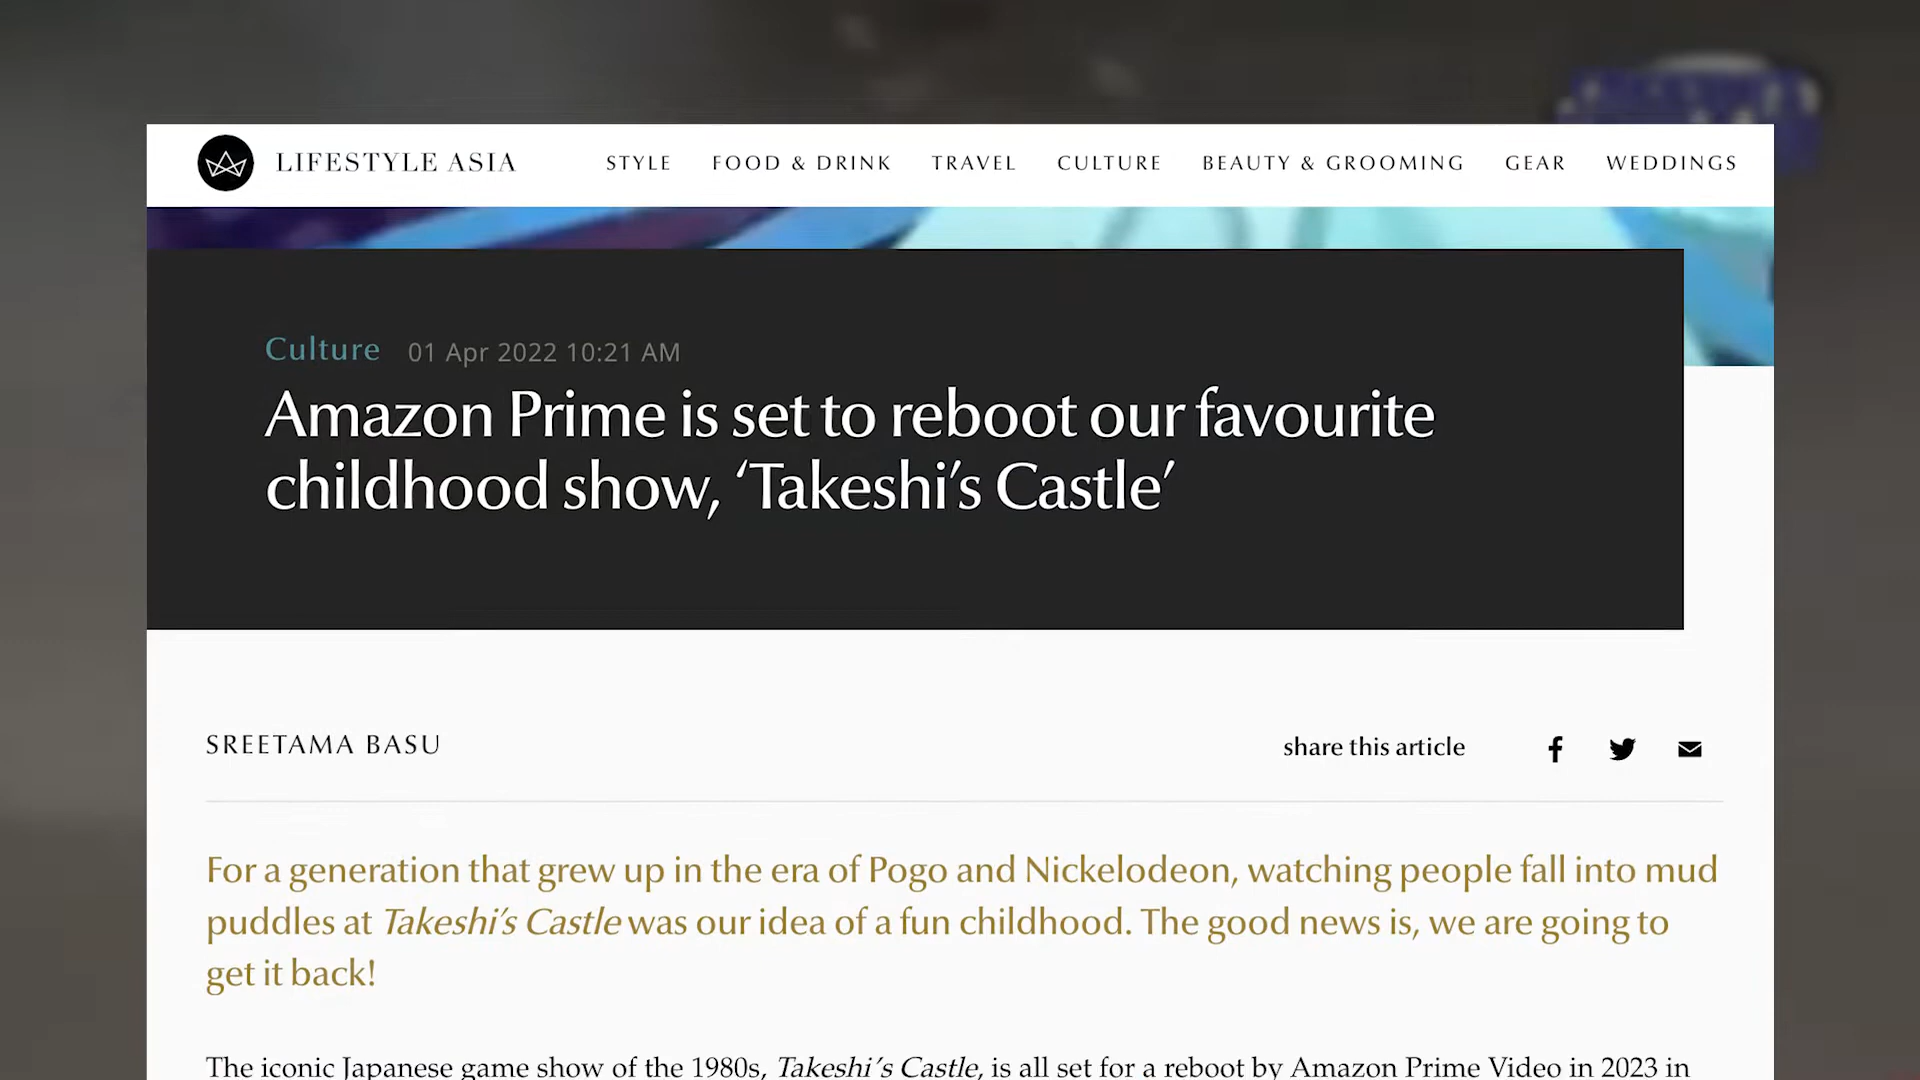 LIFESTYLE ASIA STYLE FOOD & DRINK TRAVEL CULTURE BEAUTY & GROOMING GEAR WEDDINGS
Culture 01 Apr 2022 10:21 AM
Amazon Prime is set to reboot our favourite
childhood show, ‘Takeshi’s Castle’
SREETAMA BASU share this article
For a generation that grew up in the era of Pogo and Nickelodeon, watching people fall into mud
puddles at Takeshi’s Castle was our idea of a fun childhood. The good news is, we are going to
get it back!
The iconic Japanese game show of the 1980s, Takeshi’s Castle, is all set for a reboot by Amazon Prime Video in 2023 in